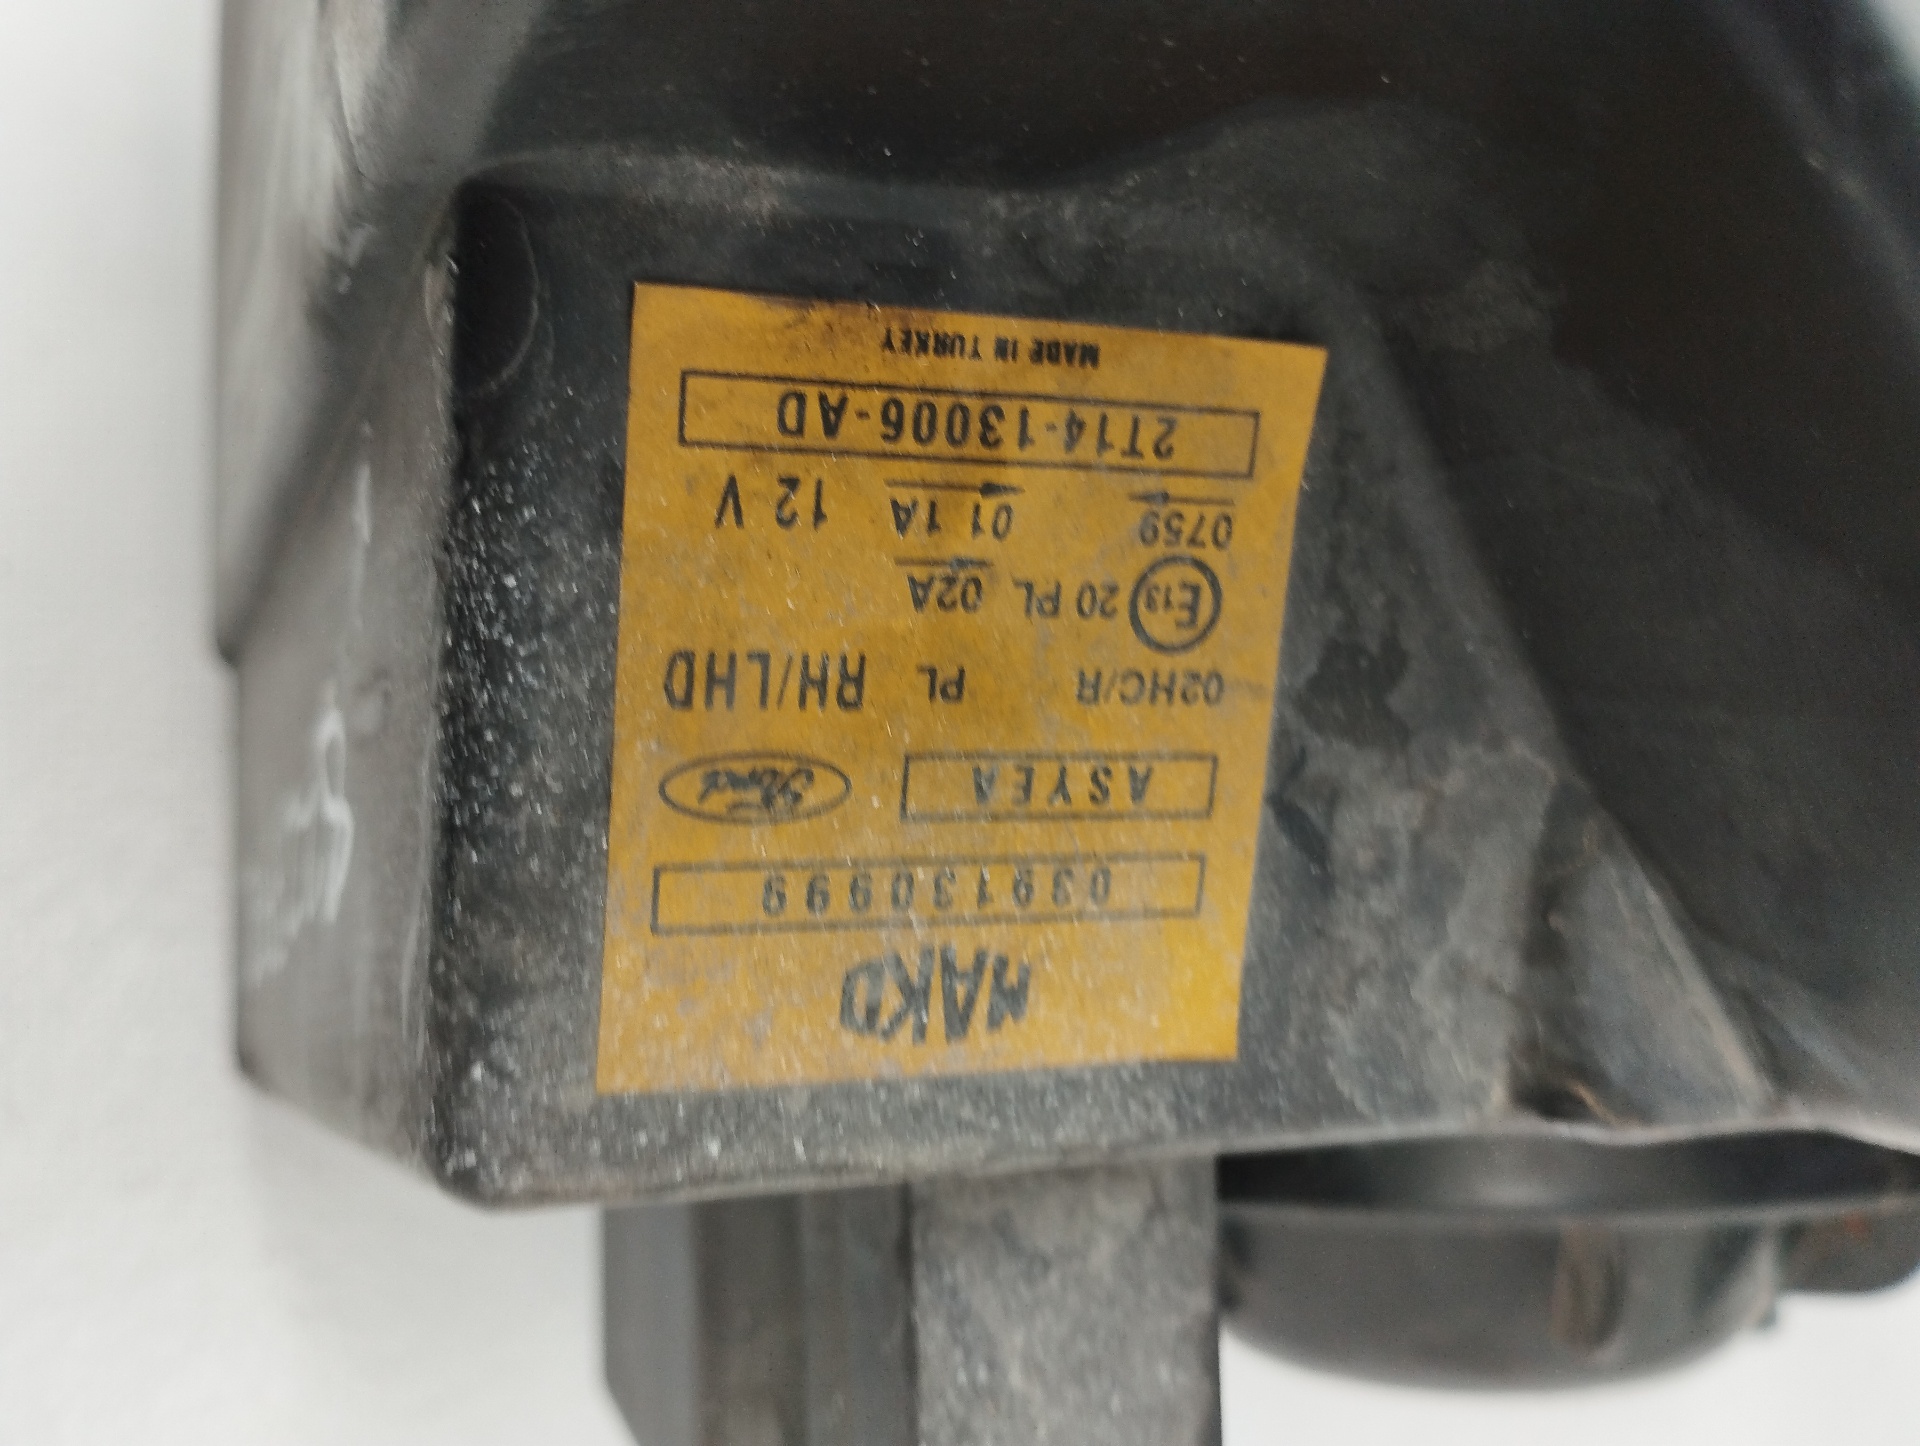 MAKO
039130999
ASYEA Ford
02HC/R PL RH/LHD
E13 20 PL 02A
0759 01 1A 12 V
2T14-13006-AD
MADE IN TURKEY